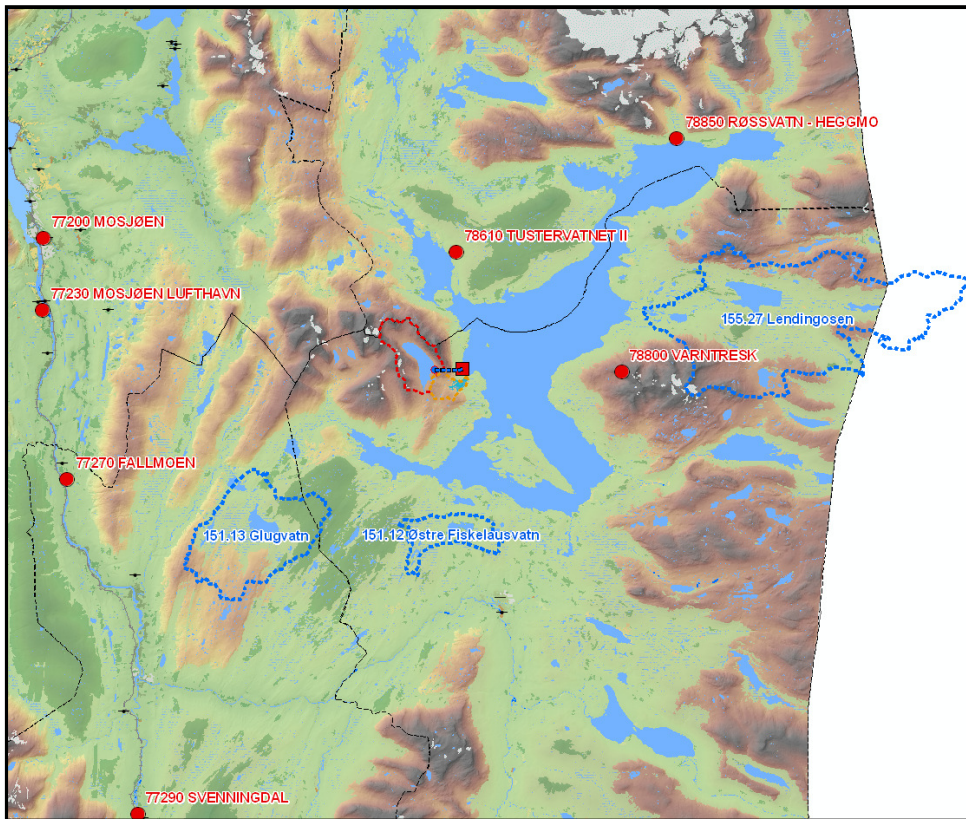 78850 RØSSVATN - HEGGMO
77200 MOSJØEN
78610 TUSTERVATNET II
77230 MOSJØEN LUFTHAVN
155.27 Lendingosen
78800 VARNTRESK
77270 FALLMOEN
151.13 Glugvatn
151.12 Østre Fiskelausvatn
77290 SVENNINGDAL